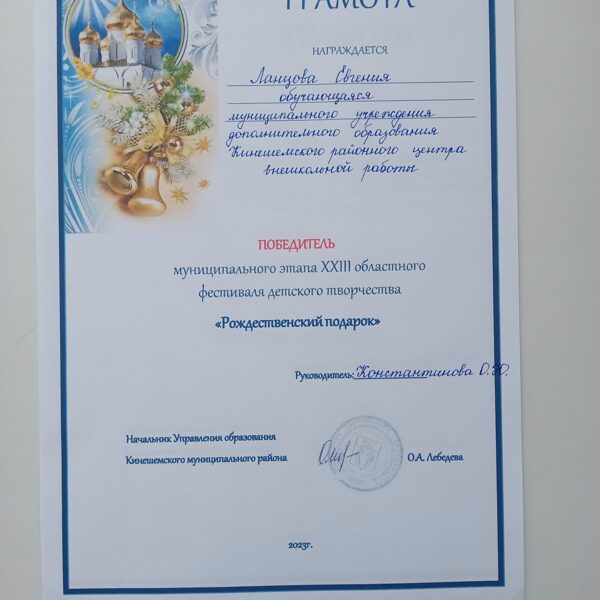 ГРАМОТА
НАГРАЖДАЕТСЯ
Ланцова Евгения
обучающаяся
муниципального учреждения
дополнительного образования
Кинешемского районного центра
внешкольной работы
ПОБЕДИТЕЛЬ
муниципального этапа XXIII областного
фестиваля детского творчества
«Рождественский подарок»
Руководитель: Константинова О.Ю.
Начальник Управления образования
Кинешемского муниципального района О.А. Лебедева
2023г.